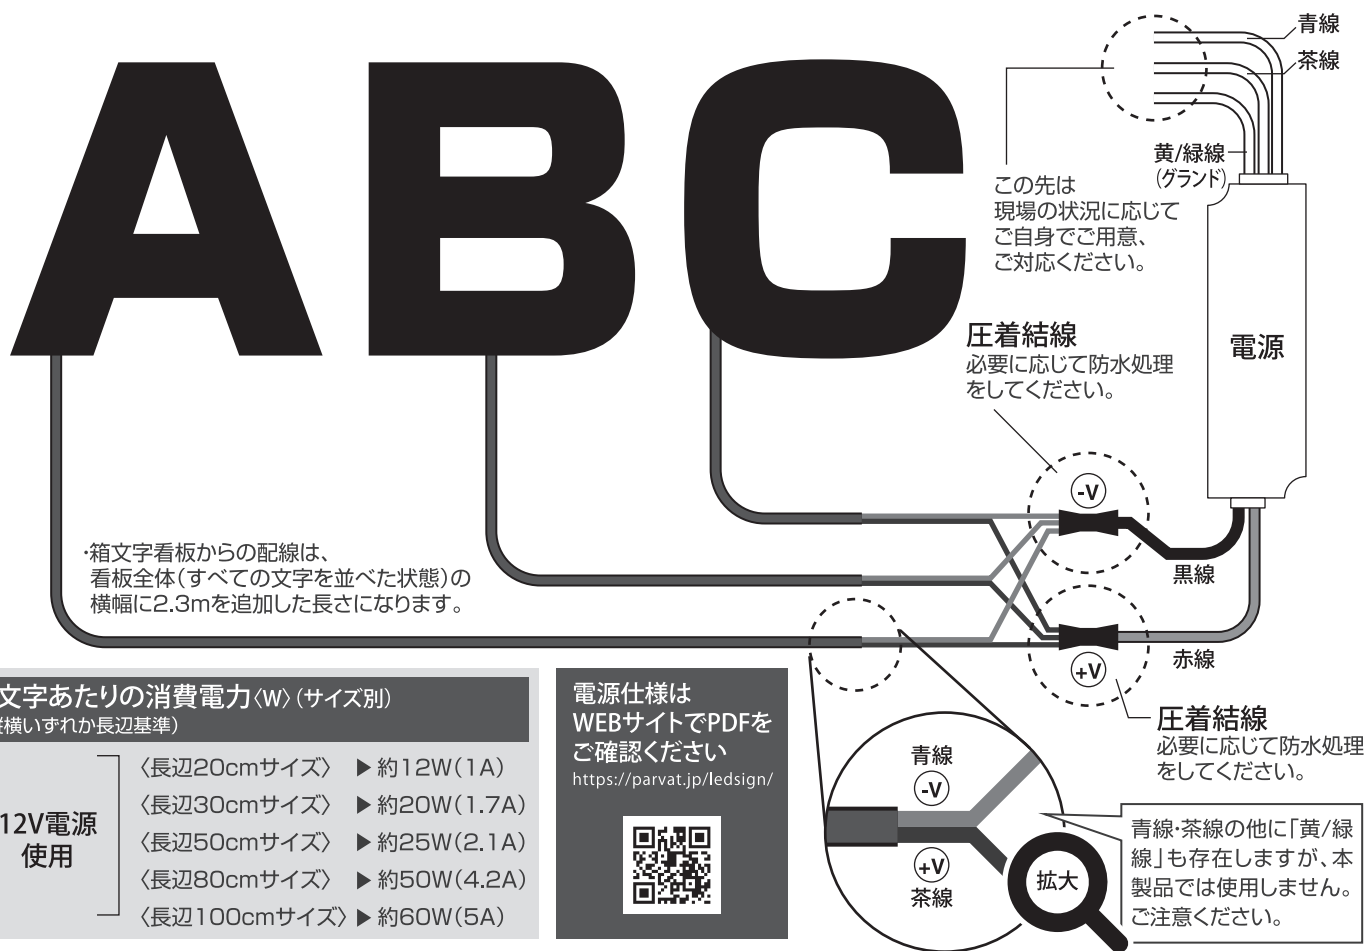 ABC
青線
茶線
黄/緑線
(グランド)
この先は
現場の状況に応じて
ご自身でご用意、
ご対応ください。
電源
圧着結線
必要に応じて防水処理
をしてください。
-V
黒線
・箱文字看板からの配線は、
看板全体(すべての文字を並べた状態)の
横幅に2.3mを追加した長さになります。
+V
赤線
圧着結線
必要に応じて防水処理
をしてください。
文字あたりの消費電力〈W〉(サイズ別)
横いずれか長辺基準)
12V電源
使用
〈長辺20cmサイズ〉 ▶ 約12W(1A)
〈長辺30cmサイズ〉 ▶ 約20W(1.7A)
〈長辺50cmサイズ〉 ▶ 約25W(2.1A)
〈長辺80cmサイズ〉 ▶ 約50W(4.2A)
〈長辺100cmサイズ〉 ▶ 約60W(5A)
電源仕様は
WEBサイトでPDFを
ご確認ください
https://parvat.jp/ledsign/
青線
-V
+V
茶線
拡大
青線・茶線の他に「黄/緑
線」も存在しますが、本
製品では使用しません。
ご注意ください。